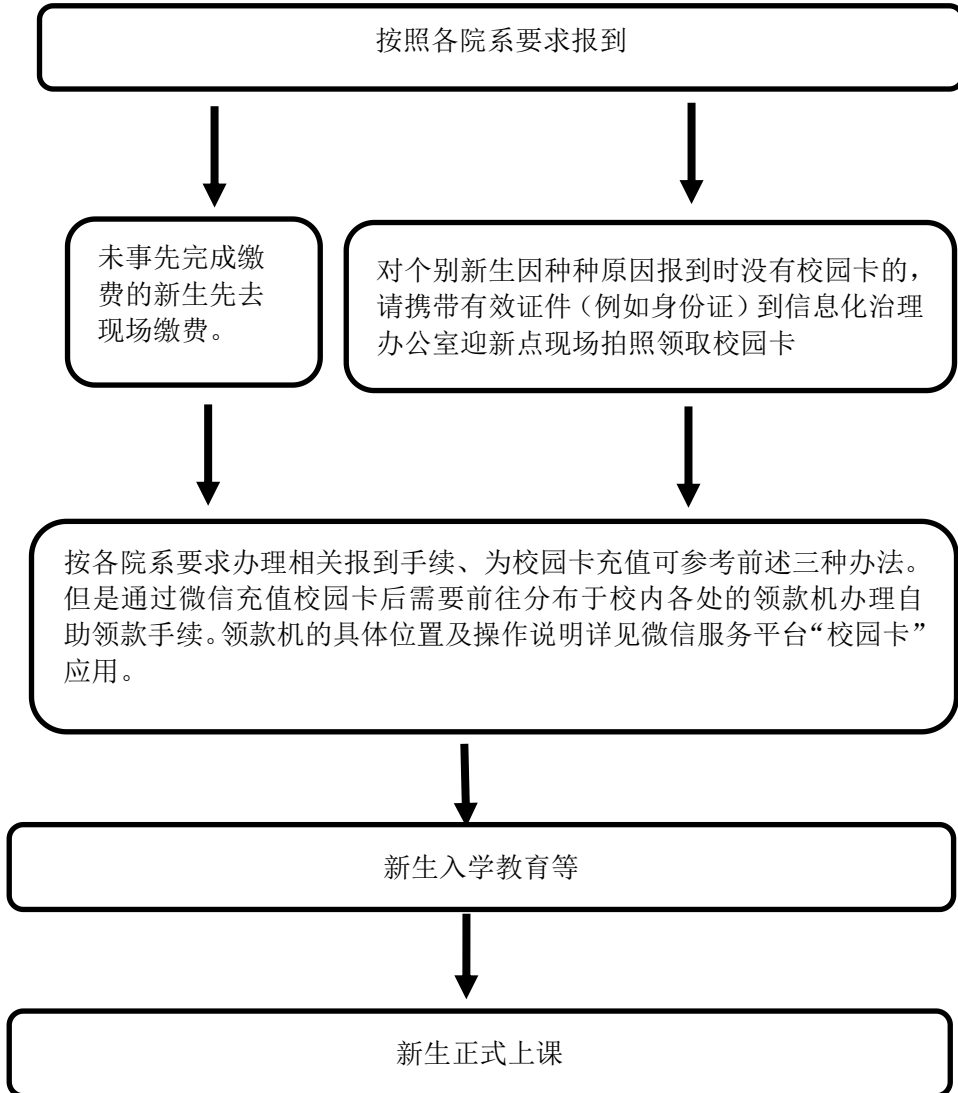 按照各院系要求报到
未事先完成缴
费的新生先去
现场缴费。
对个别新生因种种原因报到时没有校园卡的，
请携带有效证件（例如身份证）到信息化治理
办公室迎新点现场拍照领取校园卡
按各院系要求办理相关报到手续、为校园卡充值可参考前述三种办法。
但是通过微信充值校园卡后需要前往分布于校内各处的领款机办理自
助领款手续。领款机的具体位置及操作说明详见微信服务平台“校园卡”
应用。
新生入学教育等
新生正式上课